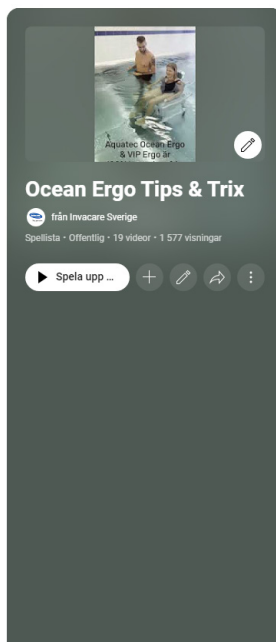 Aquatec Ocean Ergo
& VIP Ergo är
Ocean Ergo Tips & Trix
från Invacare Sverige
Spellista • Offentlig • 19 videor • 1 577 visningar
Spela upp ...